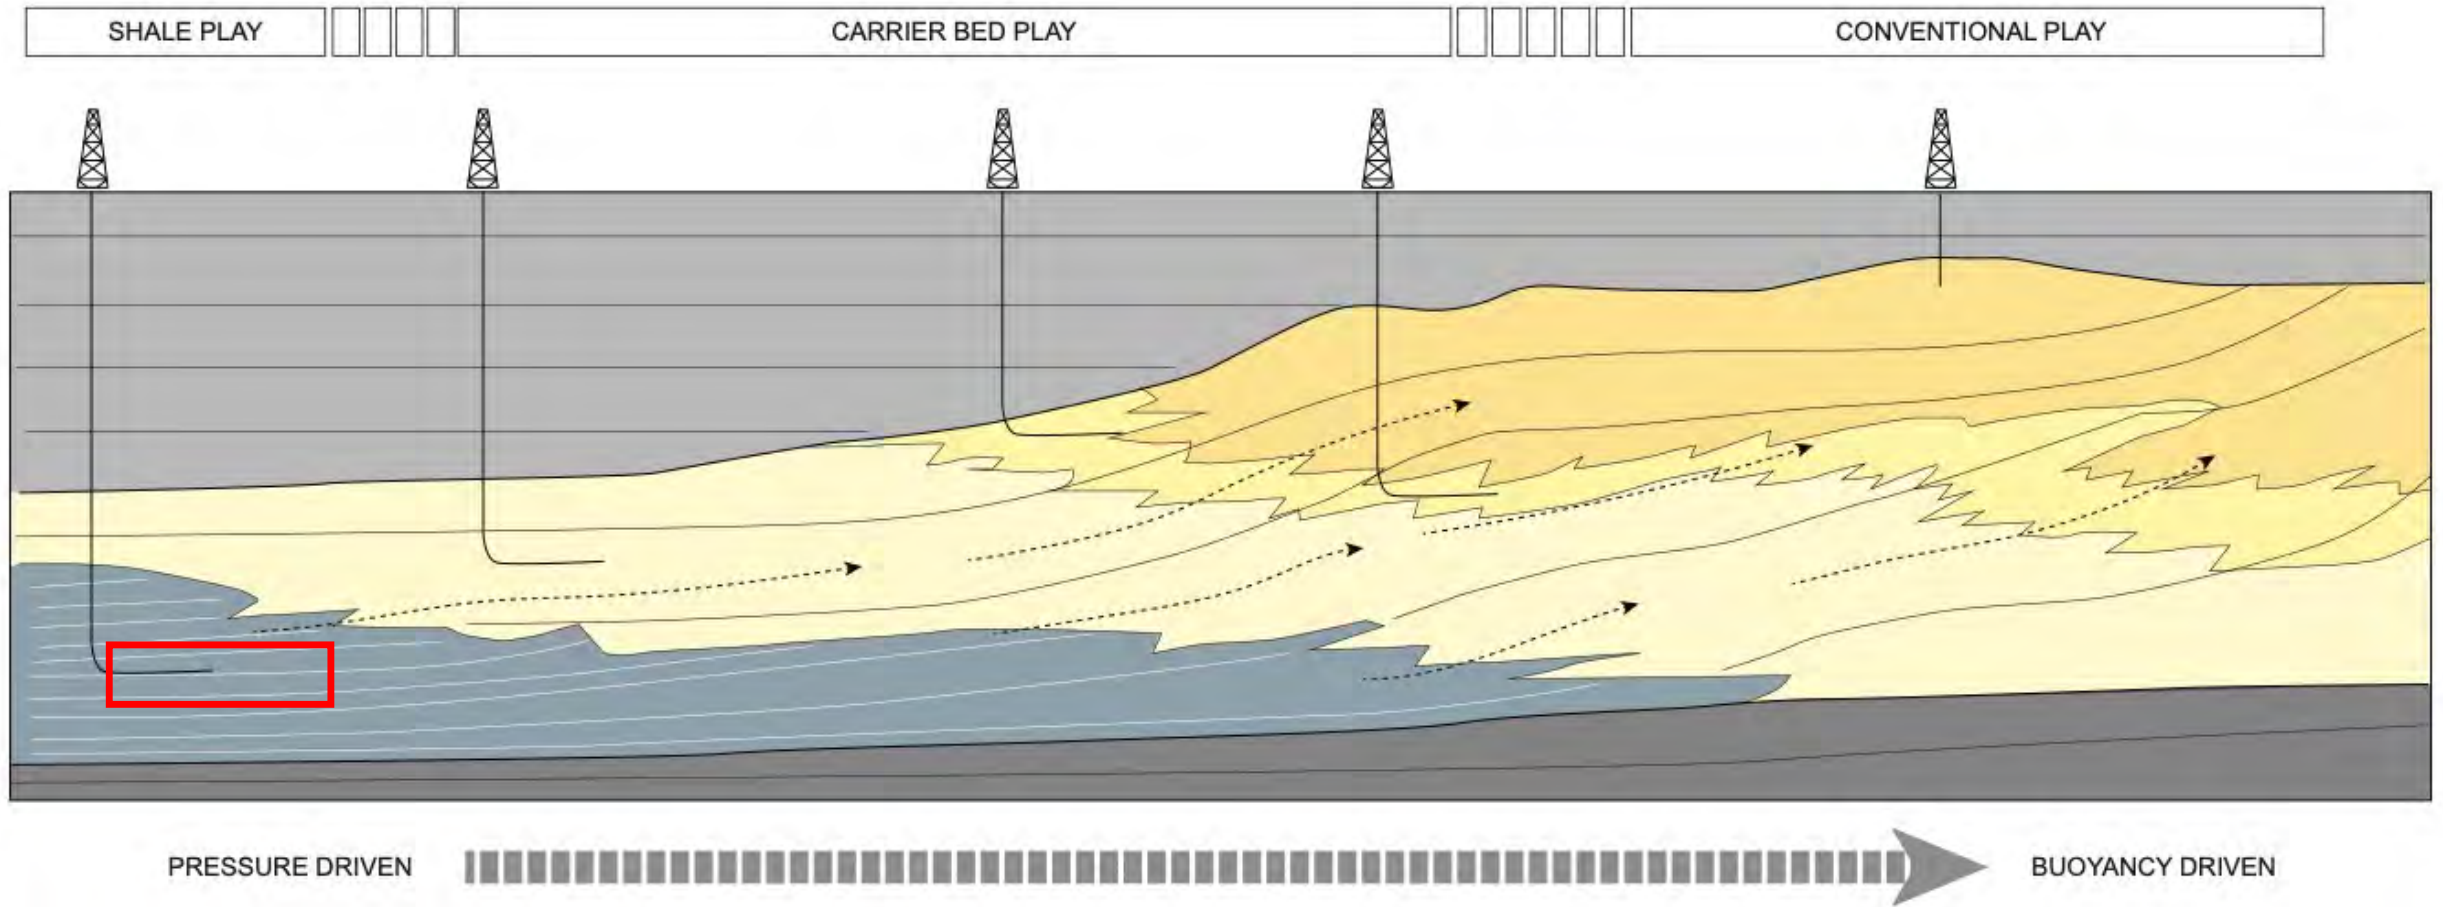 SHALE PLAY
CARRIER BED PLAY
CONVENTIONAL PLAY
PRESSURE DRIVEN
BUOYANCY DRIVEN